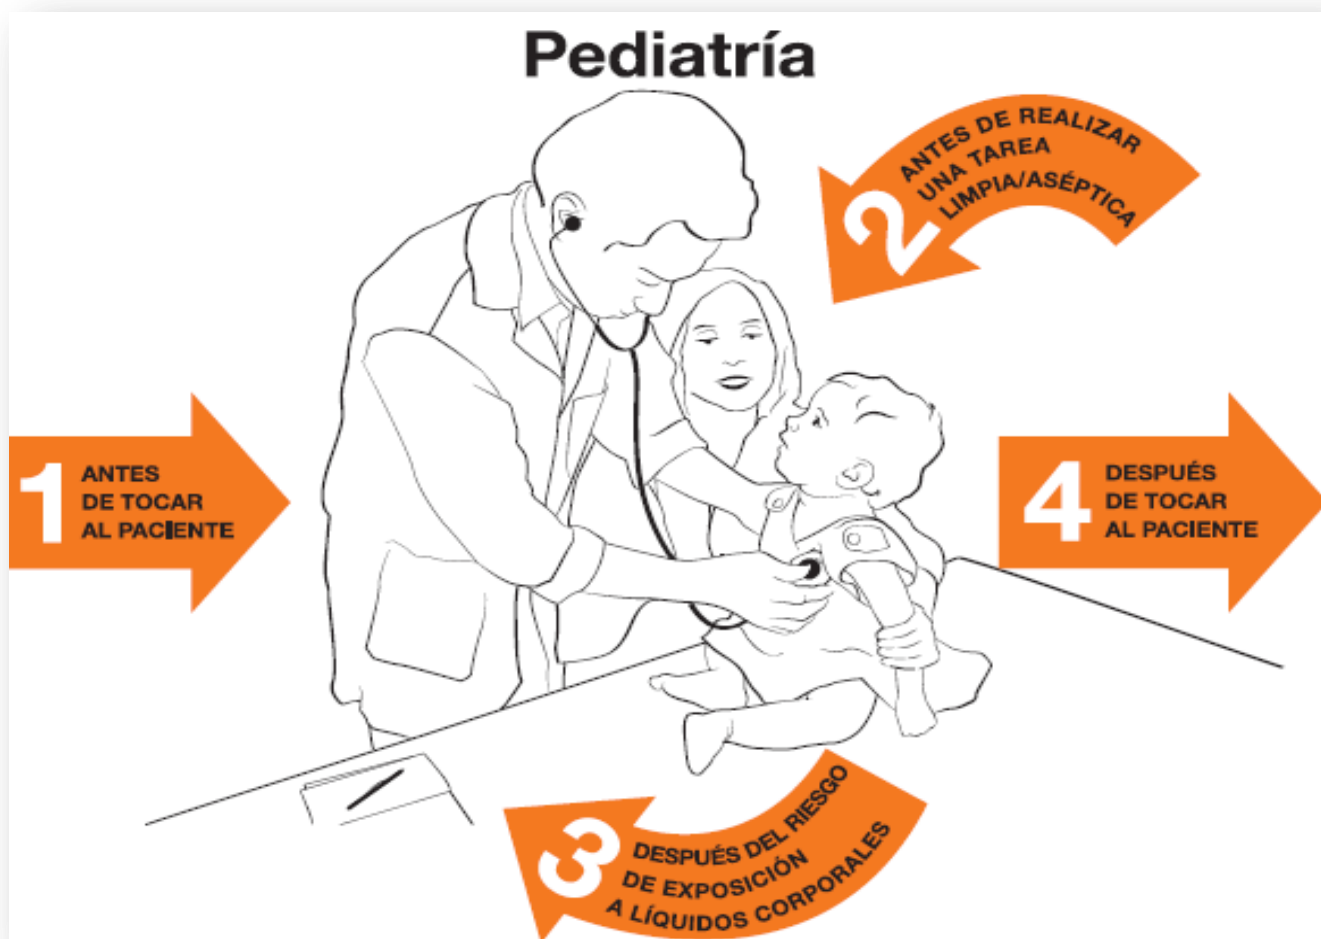 Pediatría
1
ANTES
DE TOCAR
AL PACIENTE
2
ANTES DE REALIZAR
UNA TAREA
LIMPIA/ASÉPTICA
3
DESPUÉS DEL RIESGO
DE EXPOSICIÓN
A LÍQUIDOS CORPORALES
4
DESPUÉS
DE TOCAR
AL PACIENTE